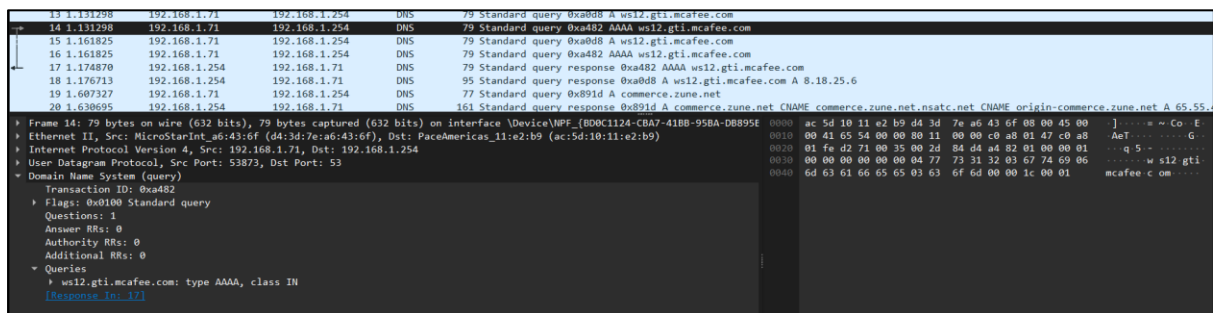 13 1.131298 192.168.1.71 192.168.1.254 DNS 79 Standard query 0xa0d8 A ws12.gti.mcafee.com
14 1.131298 192.168.1.71 192.168.1.254 DNS 79 Standard query 0xa482 AAAA ws12.gti.mcafee.com
15 1.161825 192.168.1.71 192.168.1.254 DNS 79 Standard query 0xa0d8 A ws12.gti.mcafee.com
16 1.161825 192.168.1.71 192.168.1.254 DNS 79 Standard query 0xa482 AAAA ws12.gti.mcafee.com
17 1.174870 192.168.1.254 192.168.1.71 DNS 79 Standard query response 0xa482 AAAA ws12.gti.mcafee.com
18 1.176713 192.168.1.254 192.168.1.71 DNS 95 Standard query response 0xa0d8 A ws12.gti.mcafee.com A 8.18.25.6
19 1.607327 192.168.1.71 192.168.1.254 DNS 77 Standard query 0x891d A commerce.zune.net
20 1.630695 192.168.1.254 192.168.1.71 DNS 161 Standard query response 0x891d A commerce.zune.net CNAME commerce.zune.net.nsatc.net CNAME origin-commerce.zune.net A 65.55.
Frame 14: 79 bytes on wire (632 bits), 79 bytes captured (632 bits) on interface \Device\NPF_{BD0C1124-CBA7-41BB-95BA-DB895E
Ethernet II, Src: MicroStarInt_a6:43:6f (d4:3d:7e:a6:43:6f), Dst: PaceAmericas_11:e2:b9 (ac:5d:10:11:e2:b9)
Internet Protocol Version 4, Src: 192.168.1.71, Dst: 192.168.1.254
User Datagram Protocol, Src Port: 53873, Dst Port: 53
Domain Name System (query)
Transaction ID: 0xa482
Flags: 0x0100 Standard query
Questions: 1
Answer RRs: 0
Authority RRs: 0
Additional RRs: 0
Queries
ws12.gti.mcafee.com: type AAAA, class IN
[Response In: 17]
0000 ac 5d 10 11 e2 b9 d4 3d 7e a6 43 6f 08 00 45 00 ·]·····= ~·Co··E·
0010 00 41 65 54 00 00 80 11 00 00 c0 a8 01 47 c0 a8 ·AeT···· ·····G··
0020 01 fe d2 71 00 35 00 2d 84 d4 a4 82 01 00 00 01 ···q·5·- ········
0030 00 00 00 00 00 00 04 77 73 31 32 03 67 74 69 06 ·······w s12·gti·
0040 6d 63 61 66 65 65 03 63 6f 6d 00 00 1c 00 01 mcafee·c om·····